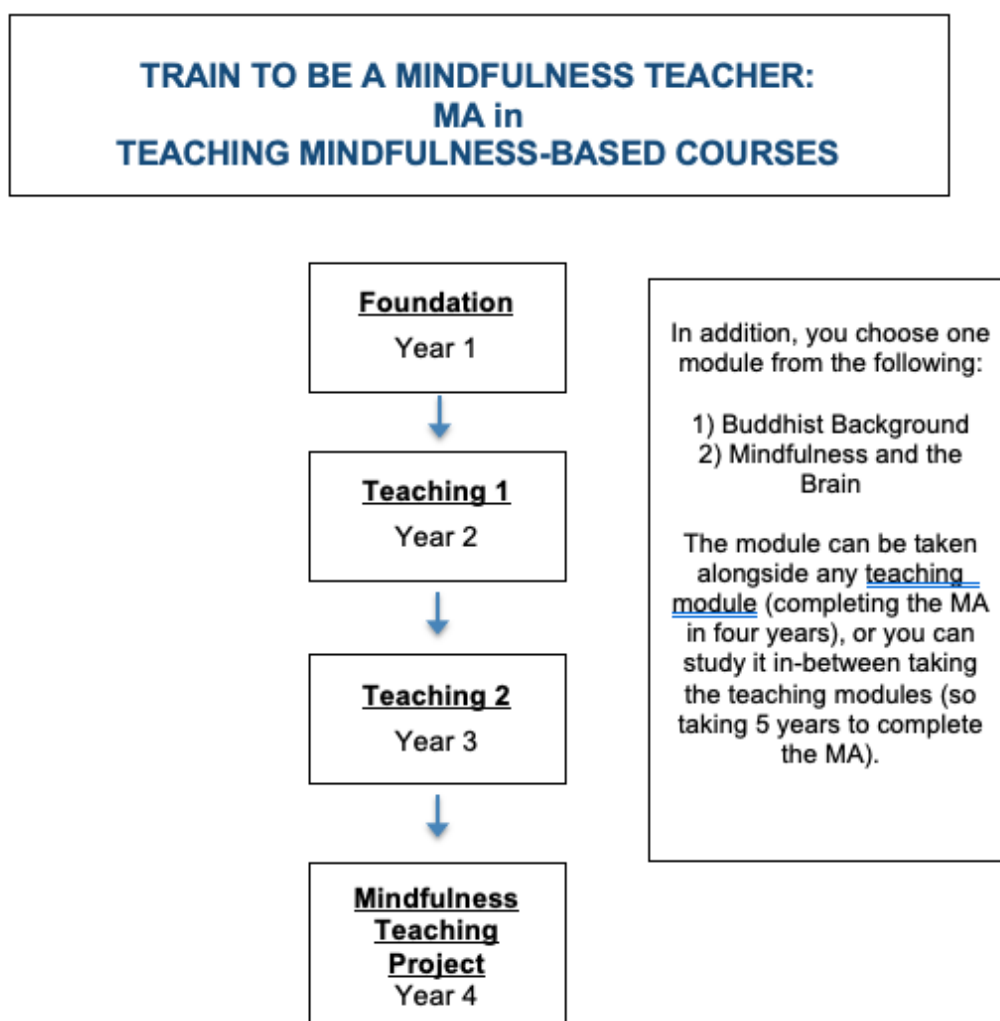 TRAIN TO BE A MINDFULNESS TEACHER:
MA in
TEACHING MINDFULNESS-BASED COURSES
Foundation
Year 1
Teaching 1
Year 2
Teaching 2
Year 3
Mindfulness
Teaching
Project
Year 4
In addition, you choose one
module from the following:
1) Buddhist Background
2) Mindfulness and the
Brain
The module can be taken
alongside any teaching
module (completing the MA
in four years), or you can
study it in-between taking
the teaching modules (so
taking 5 years to complete
the MA).